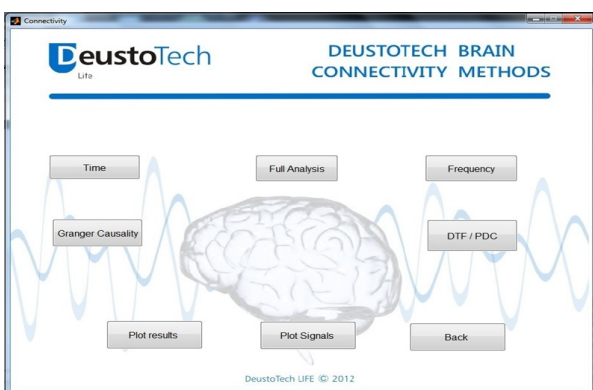 Connectivity
DeustoTech
Life
DEUSTOTECH BRAIN
CONNECTIVITY METHODS
Time
Full Analysis
Frequency
Granger Causality
DTF / PDC
Plot results
Plot Signals
Back
DeustoTech LIFE © 2012